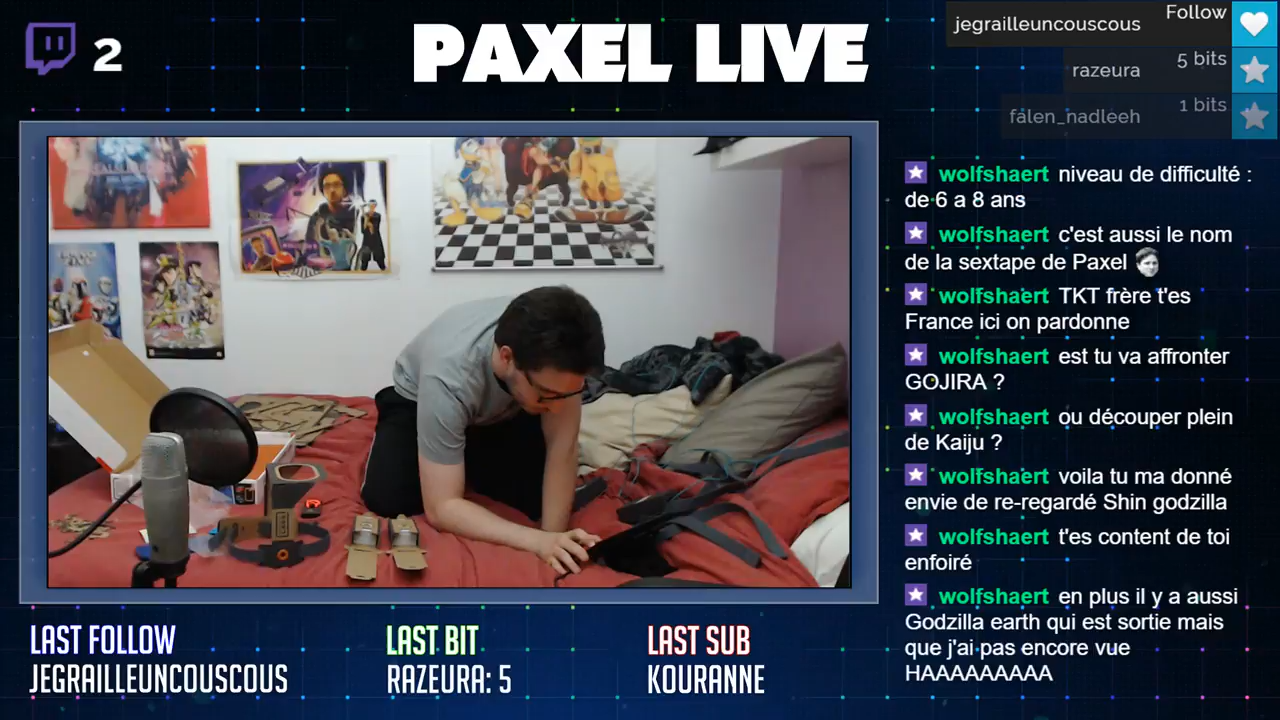 2
PAXEL LIVE
jegrailleuncouscous Follow
razeura 5 bits
falen_nadleeh 1 bits
wolfshaert niveau de difficulté :
de 6 a 8 ans
wolfshaert c'est aussi le nom
de la sextape de Paxel
wolfshaert TKT frère t'es
France ici on pardonne
wolfshaert est tu va affronter
GOJIRA ?
wolfshaert ou découper plein
de Kaiju ?
wolfshaert voila tu ma donné
envie de re-regardé Shin godzilla
wolfshaert t'es content de toi
enfoiré
wolfshaert en plus il y a aussi
Godzilla earth qui est sortie mais
que j'ai pas encore vue
HAAAAAAAAA
LAST FOLLOW
JEGRAILLEUNCOUSCOUS
LAST BIT
RAZEURA: 5
LAST SUB
KOURANNE